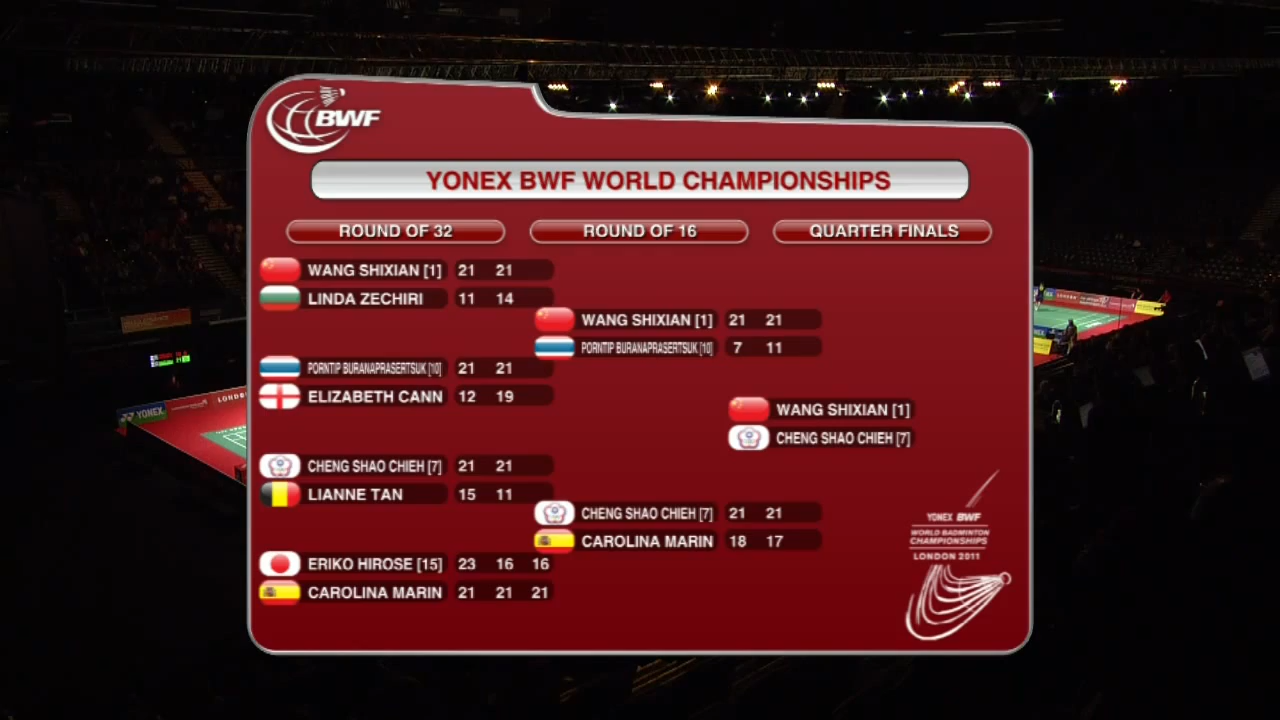 BWF
YONEX BWF WORLD CHAMPIONSHIPS
ROUND OF 32 ROUND OF 16 QUARTER FINALS
WANG SHIXIAN [1] 21 21
LINDA ZECHIRI 11 14
WANG SHIXIAN [1] 21 21
PORNTIP BURANAPRASERTSUK [10] 7 11
PORNTIP BURANAPRASERTSUK [10] 21 21
ELIZABETH CANN 12 19
WANG SHIXIAN [1]
CHENG SHAO CHIEH [7]
CHENG SHAO CHIEH [7] 21 21
LIANNE TAN 15 11
CHENG SHAO CHIEH [7] 21 21
CAROLINA MARIN 18 17
ERIKO HIROSE [15] 23 16 16
CAROLINA MARIN 21 21 21
YONEX BWF
WORLD BADMINTON
CHAMPIONSHIPS
LONDON 2011
YONEX